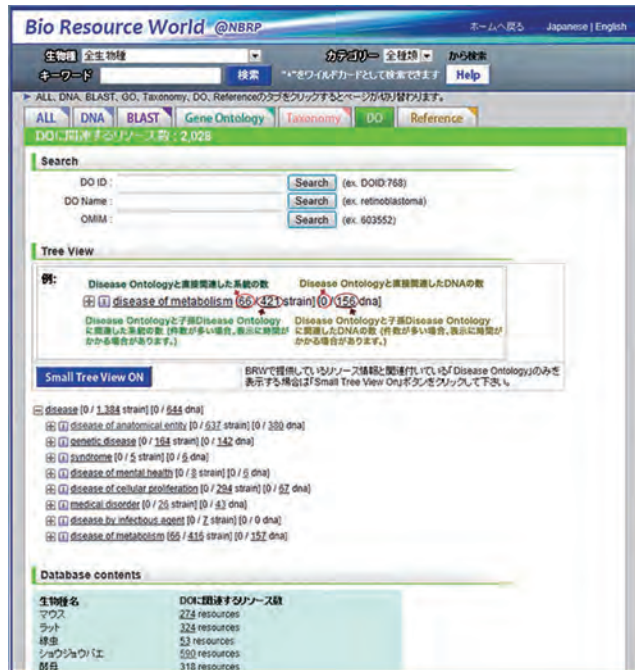 Bio Resource World @NBRP
ホームへ戻る Japanese | English
生物種 全生物種 カテゴリー 全種類 から検索
キーワード 検索 "*"をワイルドカードとして検索できます Help
ALL, DNA, BLAST, GO, Taxonomy, DO, Referenceのタブをクリックするとページが切り替わります。
ALL DNA BLAST Gene Ontology Taxonomy DO Reference
DOに関連するリソース数 : 2,028
Search
DO ID : Search (ex. DOID:768)
DO Name : Search (ex. retinoblastoma)
OMIM : Search (ex. 603552)
Tree View
例:
Disease Ontologyと直接関連した系統の数 Disease Ontologyと直接関連したDNAの数
disease of metabolism [66/421 strain] [0/156 dna]
Disease Ontologyと子孫Disease Ontology Disease Ontologyと子孫Disease Ontology
に関連した系統の数 (件数が多い場合、表示に時間が に関連したDNAの数 (件数が多い場合、表示に時間が
かかる場合があります。) かかる場合があります。)
Small Tree View ON
BRWで提供しているリソース情報と関連付いている「Disease Ontology」のみを
表示する場合は「Small Tree View On」ボタンをクリックして下さい。
disease [0 / 1,384 strain] [0 / 644 dna]
disease of anatomical entity [0 / 637 strain] [0 / 380 dna]
genetic disease [0 / 164 strain] [0 / 142 dna]
syndrome [0 / 5 strain] [0 / 6 dna]
disease of mental health [0 / 8 strain] [0 / 6 dna]
disease of cellular proliferation [0 / 294 strain] [0 / 67 dna]
medical disorder [0 / 26 strain] [0 / 43 dna]
disease by infectious agent [0 / 7 strain] [0 / 0 dna]
disease of metabolism [66 / 416 strain] [0 / 157 dna]
Database contents
生物種名 DOに関連するリソース数
マウス 274 resources
ラット 324 resources
線虫 53 resources
ショウジョウバエ 590 resources
酵母 318 resources